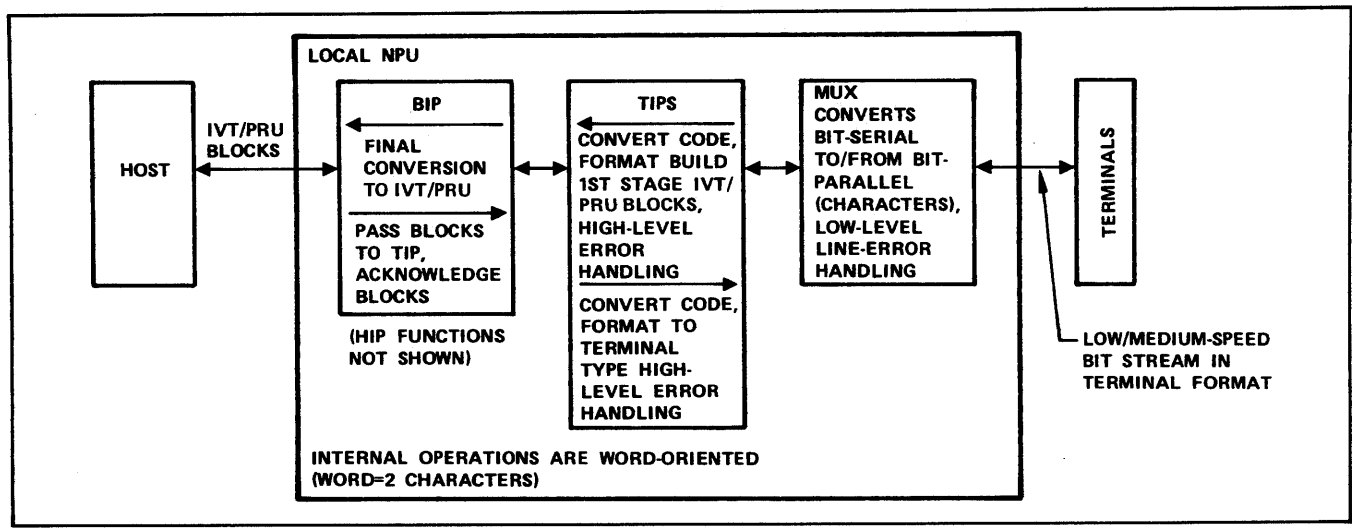 LOCAL NPU
HOST
IVT/PRU
BLOCKS
BIP
FINAL
CONVERSION
TO IVT/PRU
PASS BLOCKS
TO TIP,
ACKNOWLEDGE
BLOCKS
(HIP FUNCTIONS
NOT SHOWN)
TIPS
CONVERT CODE,
FORMAT BUILD
1ST STAGE IVT/
PRU BLOCKS,
HIGH-LEVEL
ERROR
HANDLING
CONVERT CODE,
FORMAT TO
TERMINAL
TYPE HIGH-
LEVEL ERROR
HANDLING
MUX
CONVERTS
BIT-SERIAL
TO/FROM BIT-
PARALLEL
(CHARACTERS),
LOW-LEVEL
LINE-ERROR
HANDLING
TERMINALS
LOW/MEDIUM-SPEED
BIT STREAM IN
TERMINAL FORMAT
INTERNAL OPERATIONS ARE WORD-ORIENTED
(WORD=2 CHARACTERS)